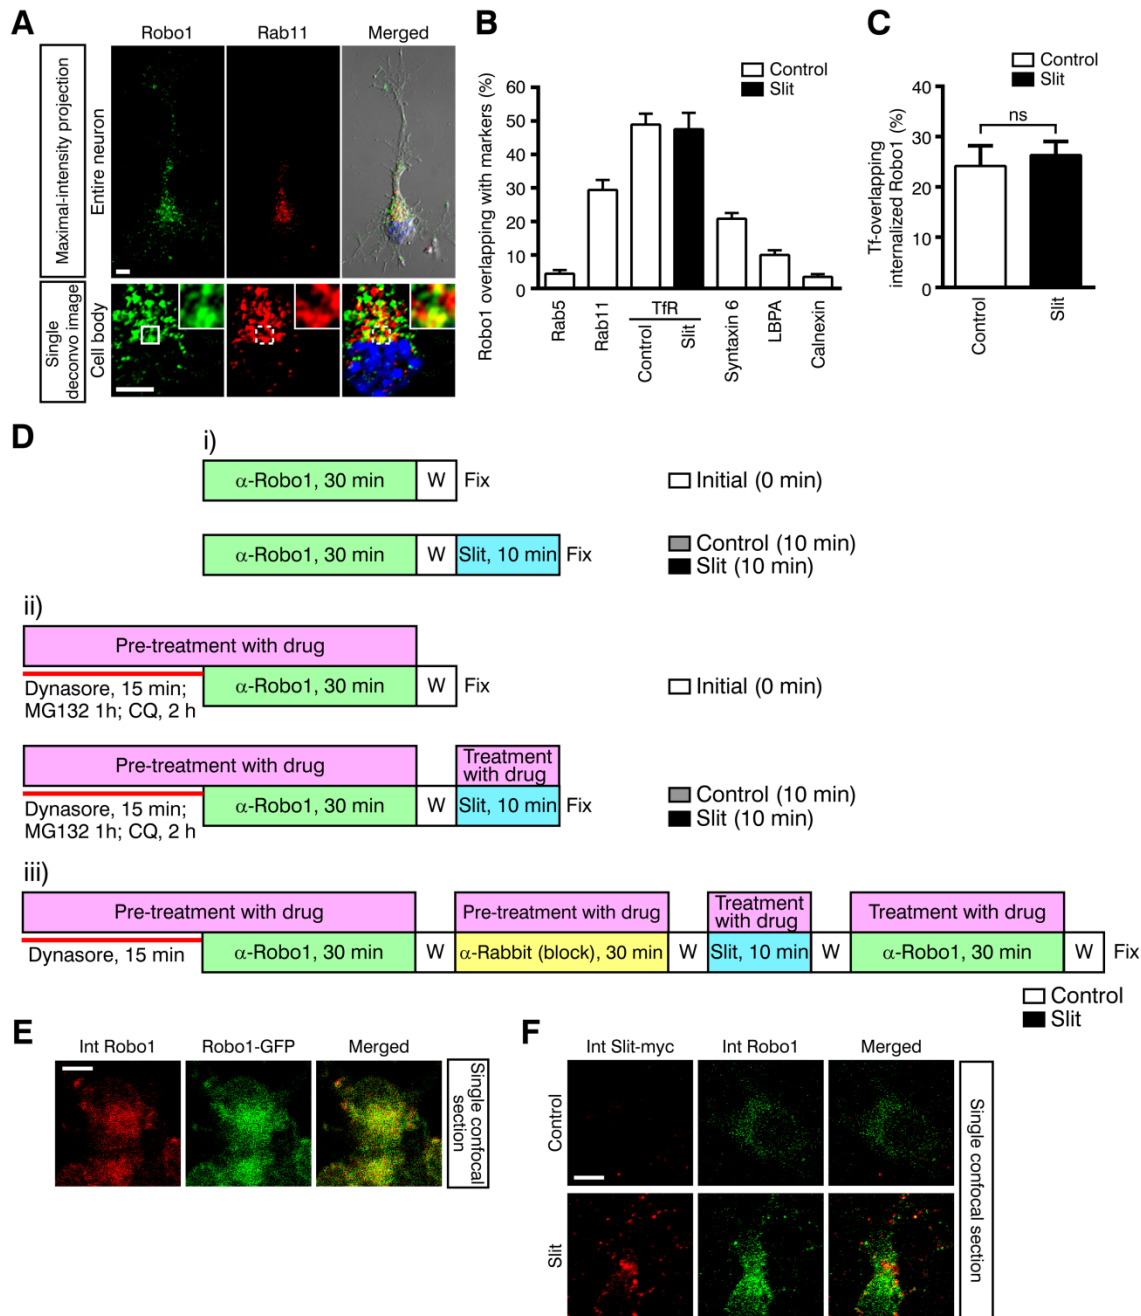 A
Robo1
Rab11
Merged
Maximal-intensity projection
Entire neuron
Single
deconvo image
Cell body
B
Control
Slit
Robo1 overlapping with markers (%)
60
50
40
30
20
10
0
Rab5
Rab11
Control
Slit
TfR
Syntaxin 6
LBPA
Calnexin
C
Control
Slit
Tf-overlapping
internalized Robo1 (%)
40
30
20
10
0
ns
Control
Slit
D
i)
α-Robo1, 30 min W Fix
Initial (0 min)
α-Robo1, 30 min W Slit, 10 min Fix
Control (10 min)
Slit (10 min)
ii)
Pre-treatment with drug
Dynasore, 15 min;
MG132 1h; CQ, 2 h
α-Robo1, 30 min W Fix
Initial (0 min)
Pre-treatment with drug
Treatment
with drug
Dynasore, 15 min;
MG132 1h; CQ, 2 h
α-Robo1, 30 min W Slit, 10 min Fix
Control (10 min)
Slit (10 min)
iii)
Pre-treatment with drug
Pre-treatment with drug
Treatment
with drug
Treatment with drug
Dynasore, 15 min
α-Robo1, 30 min W α-Rabbit (block), 30 min W Slit, 10 min W α-Robo1, 30 min W Fix
Control
Slit
E
Int Robo1
Robo1-GFP
Merged
Single confocal
section
F
Int Slit-myc
Int Robo1
Merged
Control
Slit
Single confocal section